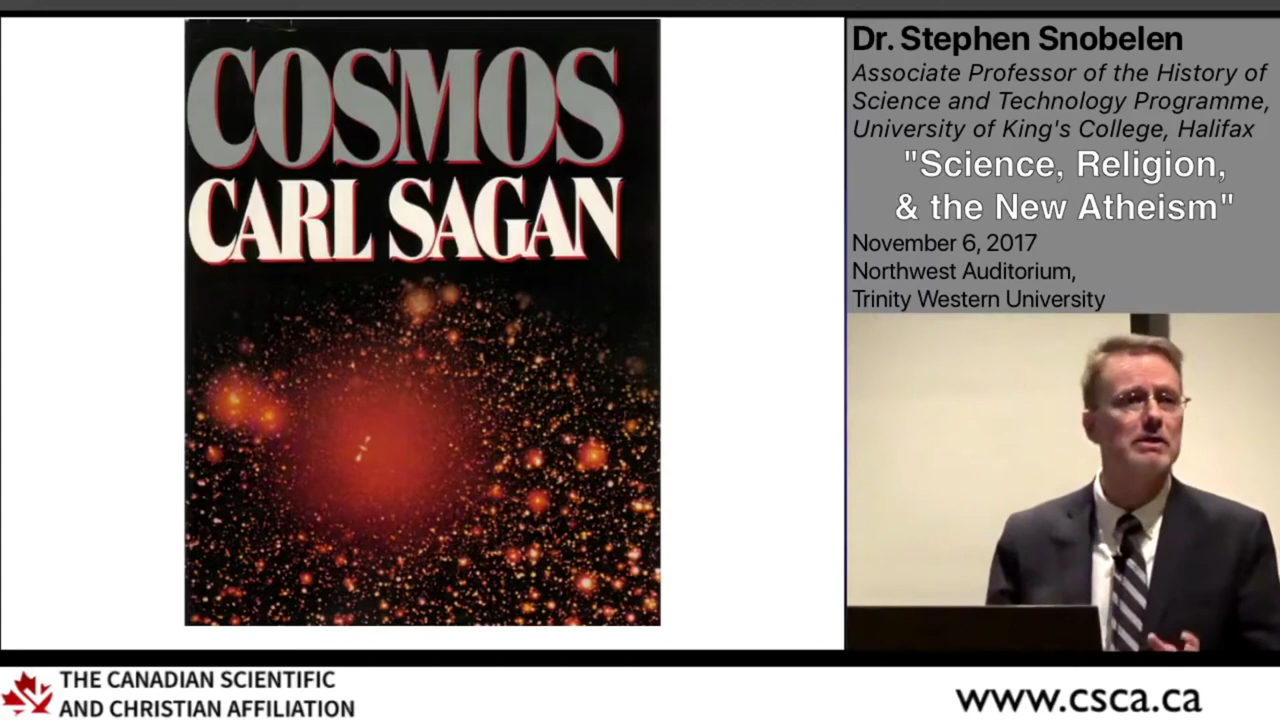 COSMOS
CARL SAGAN
Dr. Stephen Snobelen
Associate Professor of the History of
Science and Technology Programme,
University of King's College, Halifax
"Science, Religion,
& the New Atheism"
November 6, 2017
Northwest Auditorium,
Trinity Western University
THE CANADIAN SCIENTIFIC
AND CHRISTIAN AFFILIATION
www.csca.ca